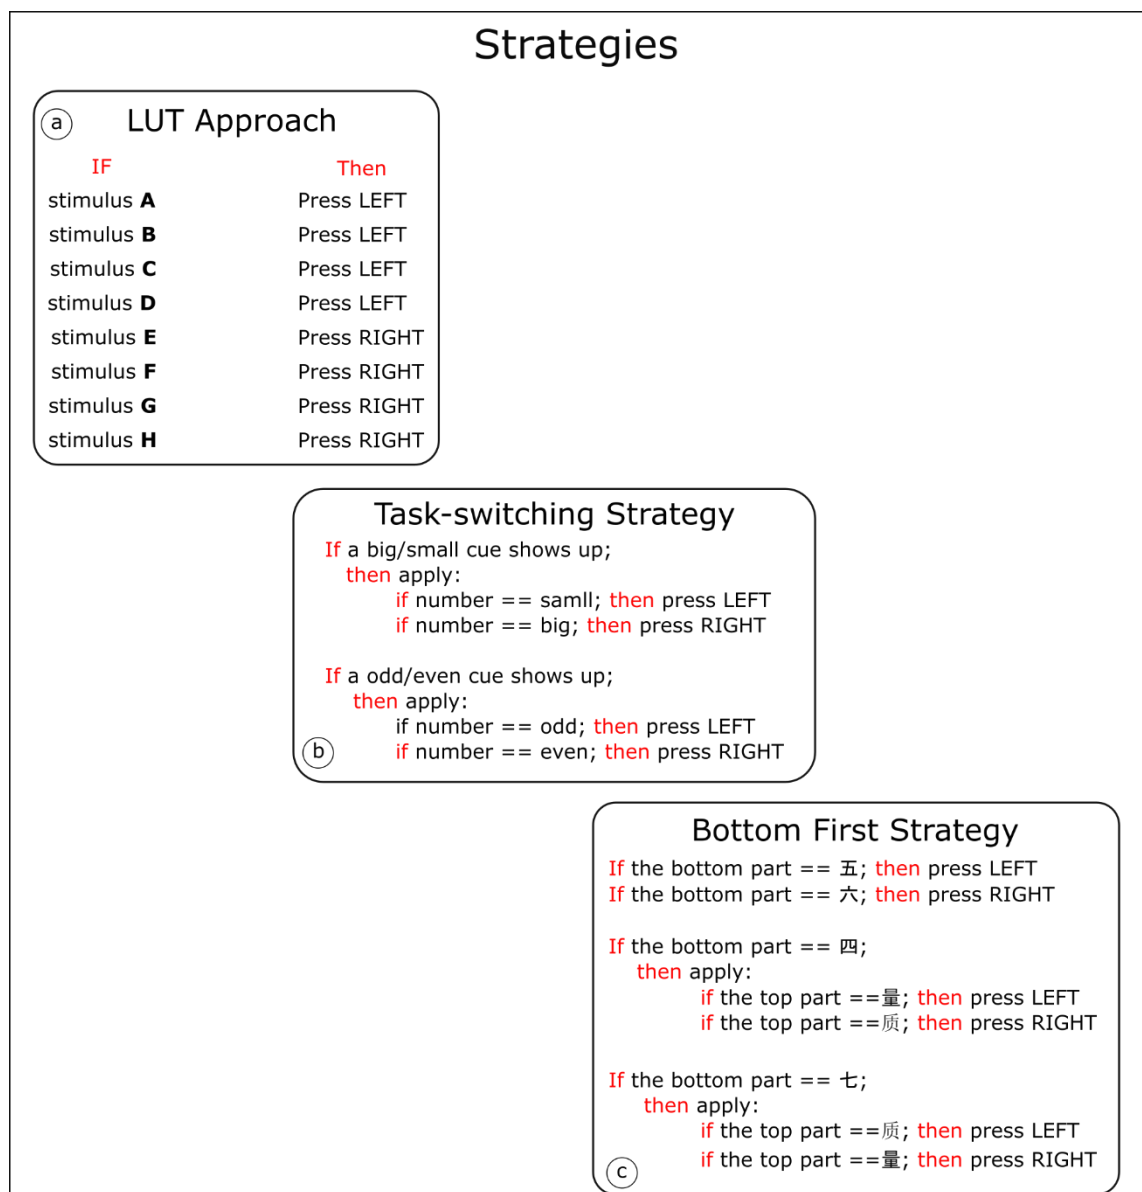 Strategies
a LUT Approach
IF Then
stimulus A Press LEFT
stimulus B Press LEFT
stimulus C Press LEFT
stimulus D Press LEFT
stimulus E Press RIGHT
stimulus F Press RIGHT
stimulus G Press RIGHT
stimulus H Press RIGHT
Task-switching Strategy
If a big/small cue shows up;
then apply:
if number == samll; then press LEFT
if number == big; then press RIGHT
If a odd/even cue shows up;
then apply:
if number == odd; then press LEFT
b if number == even; then press RIGHT
Bottom First Strategy
If the bottom part == 五; then press LEFT
If the bottom part == 六; then press RIGHT
If the bottom part == 四;
then apply:
if the top part ==量; then press LEFT
if the top part ==质; then press RIGHT
If the bottom part == 七;
then apply:
if the top part ==质; then press LEFT
if the top part ==量; then press RIGHT
c